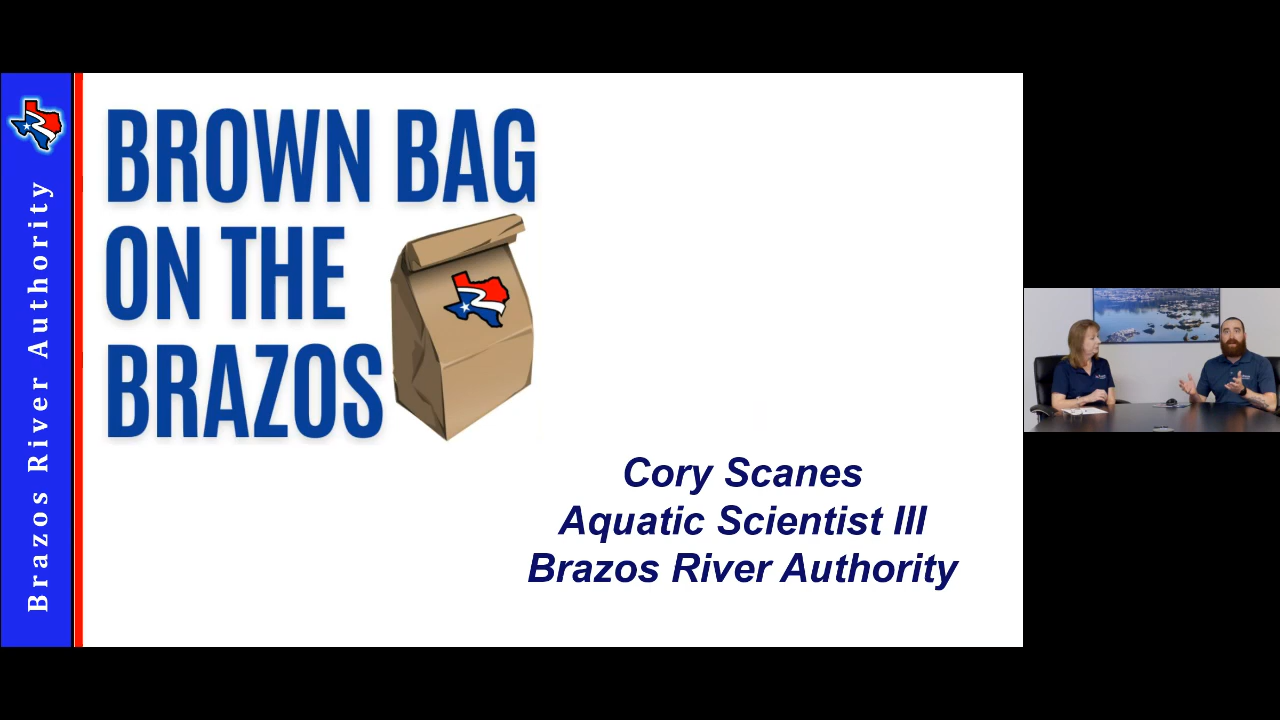 Brazos River Authority
BROWN BAG
ON THE
BRAZOS
Cory Scanes
Aquatic Scientist III
Brazos River Authority